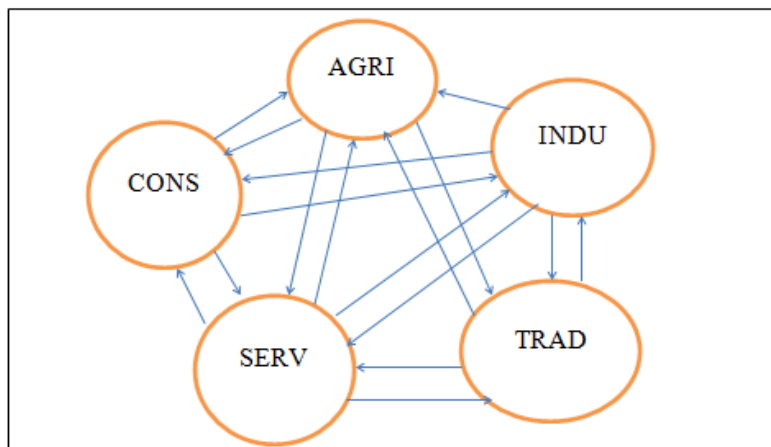 AGRI
INDU
CONS
TRAD
SERV